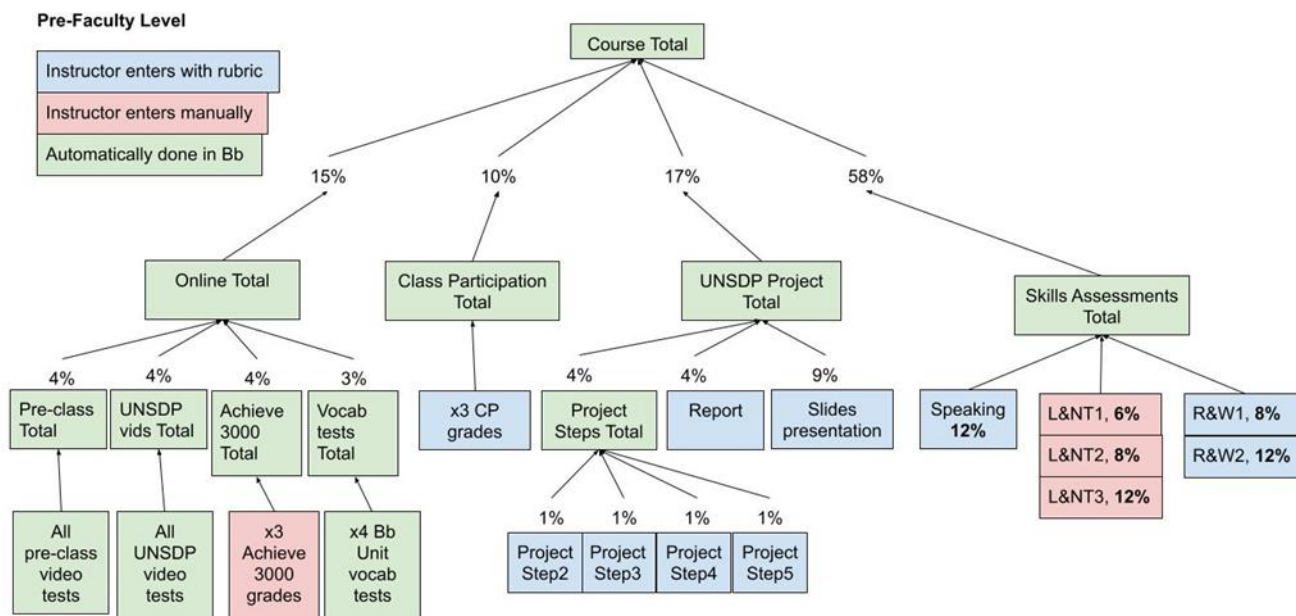 Pre-Faculty Level
Instructor enters with rubric
Instructor enters manually
Automatically done in Bb
Course Total
15%
10%
17%
58%
Online Total
Class Participation
Total
UNSDP Project
Total
Skills Assessments
Total
4%
4%
4%
3%
4%
4%
9%
Pre-class
Total
UNSDP
vids Total
Achieve
3000
Total
Vocab
tests
Total
x3 CP
grades
Project
Steps Total
Report
Slides
presentation
Speaking
12%
L&NT1, 6%
L&NT2, 8%
L&NT3, 12%
R&W1, 8%
R&W2, 12%
All
pre-class
video
tests
All
UNSDP
video
tests
x3
Achieve
3000
grades
x4 Bb
Unit
vocab
tests
1%
1%
1%
1%
Project
Step2
Project
Step3
Project
Step4
Project
Step5